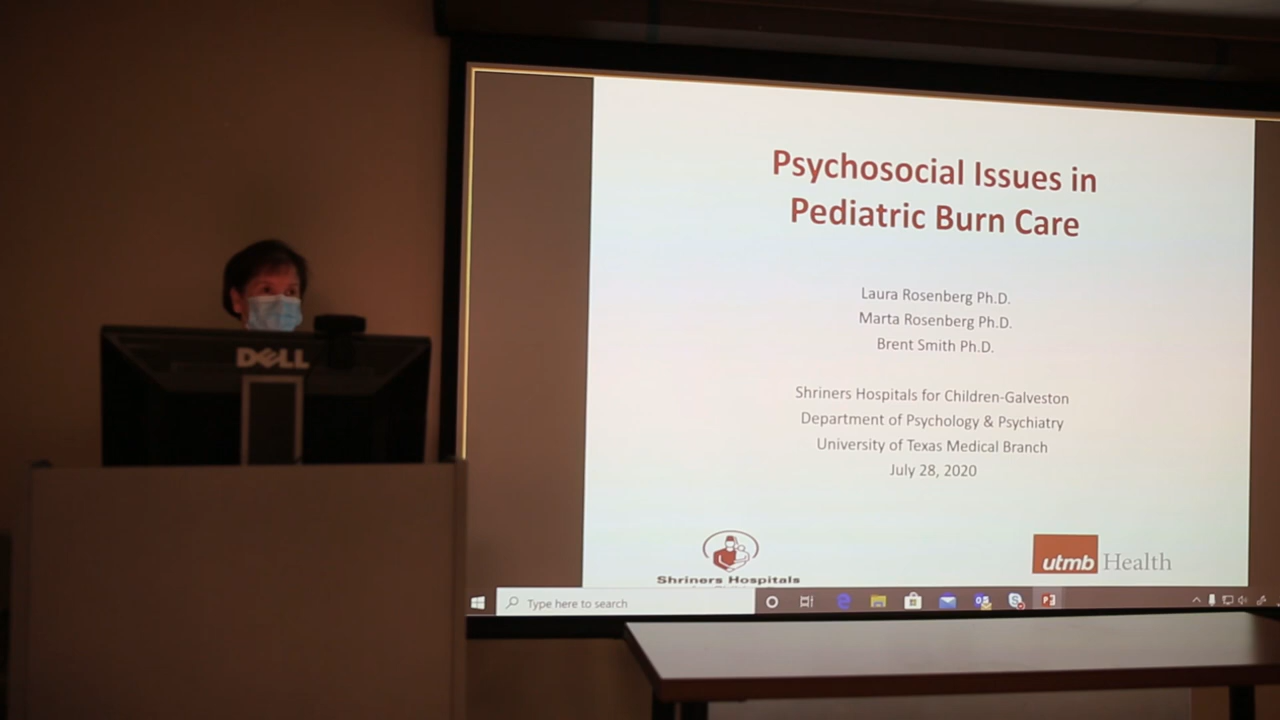 DELL
Psychosocial Issues in
Pediatric Burn Care
Laura Rosenberg Ph.D.
Marta Rosenberg Ph.D.
Brent Smith Ph.D.
Shriners Hospitals for Children-Galveston
Department of Psychology & Psychiatry
University of Texas Medical Branch
July 28, 2020
Shriners Hospitals
utmb Health
Type here to search